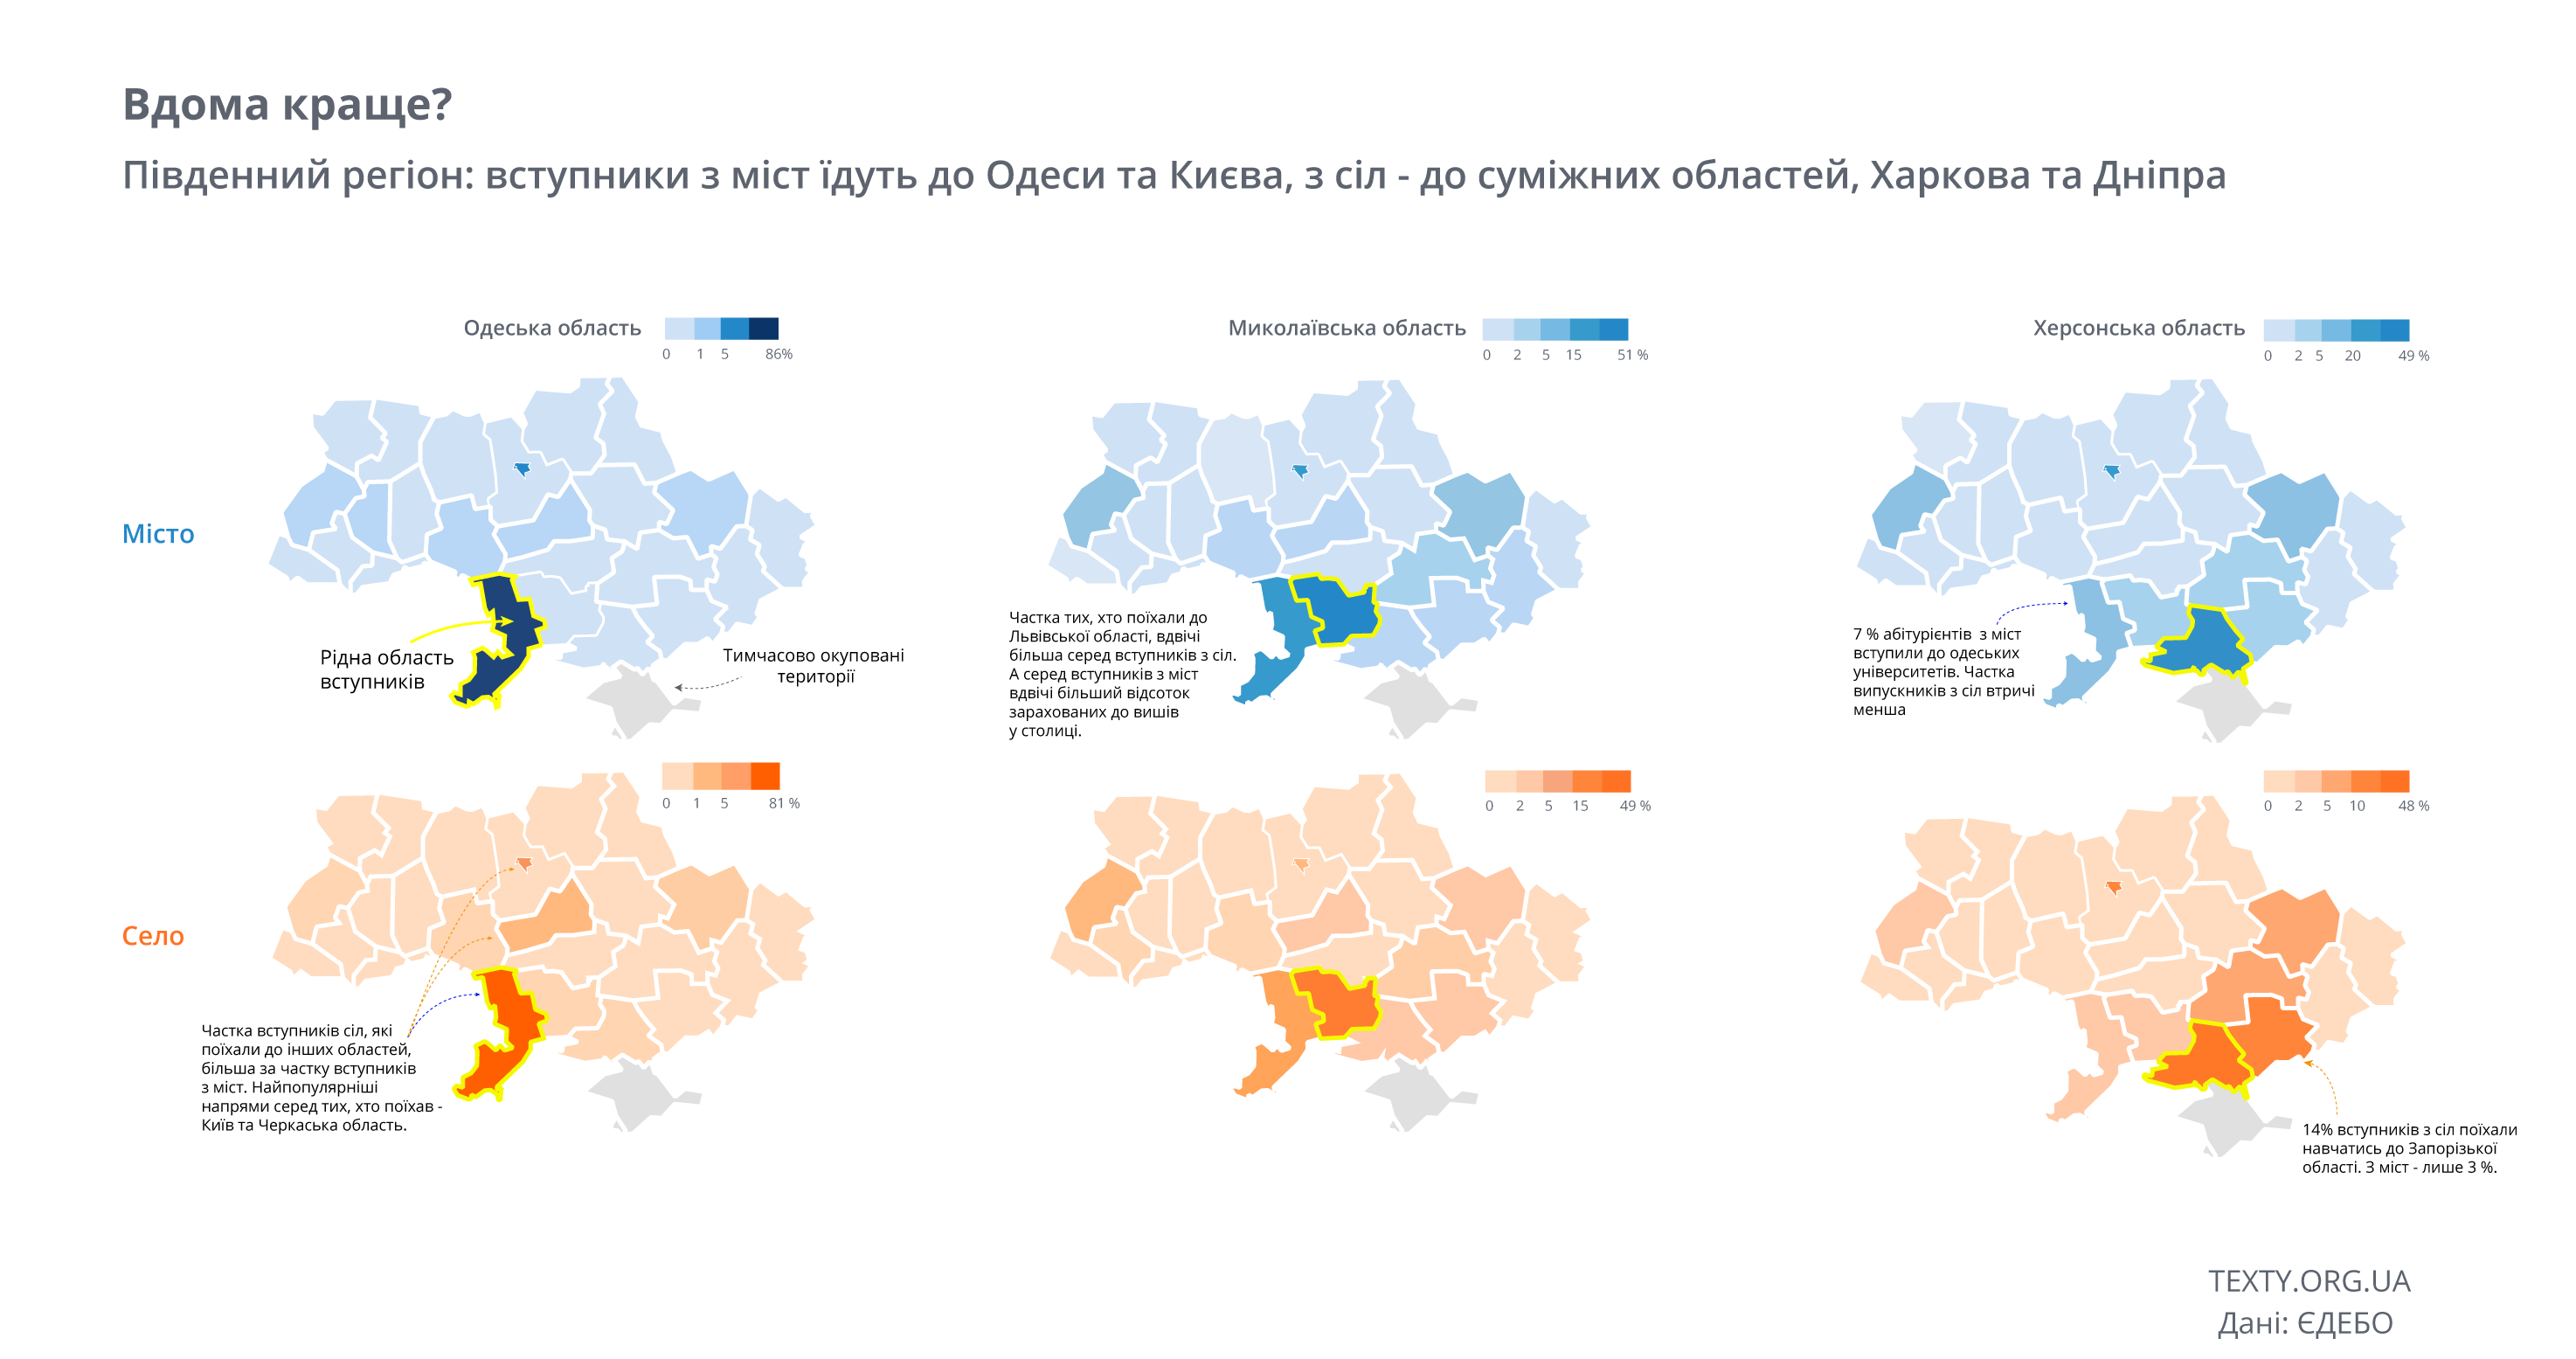 Вдома краще?
Південний регіон: вступники з міст їдуть до Одеси та Києва, з сіл - до суміжних областей, Харкова та Дніпра
Одеська область
0 1 5 86%
Миколаївська область
0 2 5 15 51 %
Херсонська область
0 2 5 20 49 %
Місто
Рідна область
вступників
Тимчасово окуповані
території
Частка тих, хто поїхали до
Львівської області, вдвічі
більша серед вступників з сіл.
А серед вступників з міст
вдвічі більший відсоток
зарахованих до вишів
у столиці.
7 % абітурієнтів з міст
вступили до одеських
університетів. Частка
випускників з сіл втричі
менша
0 1 5 81 %
0 2 5 15 49 %
0 2 5 10 48 %
Село
Частка вступників сіл, які
поїхали до інших областей,
більша за частку вступників
з міст. Найпопулярніші
напрями серед тих, хто поїхав -
Київ та Черкаська область.
14% вступників з сіл поїхали
навчатись до Запорізької
області. З міст - лише 3 %.
TEXTY.ORG.UA
Дані: ЄДЕБО